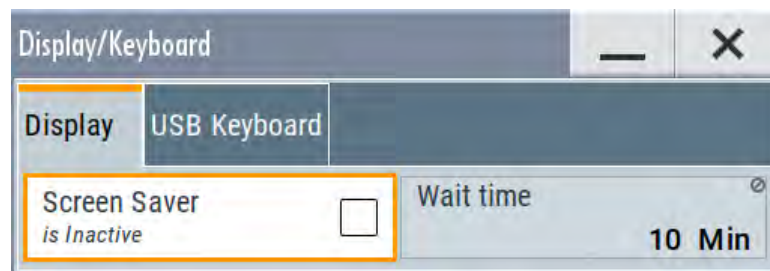 Display/Keyboard
Display
USB Keyboard
Screen Saver
is Inactive
Wait time
10 Min